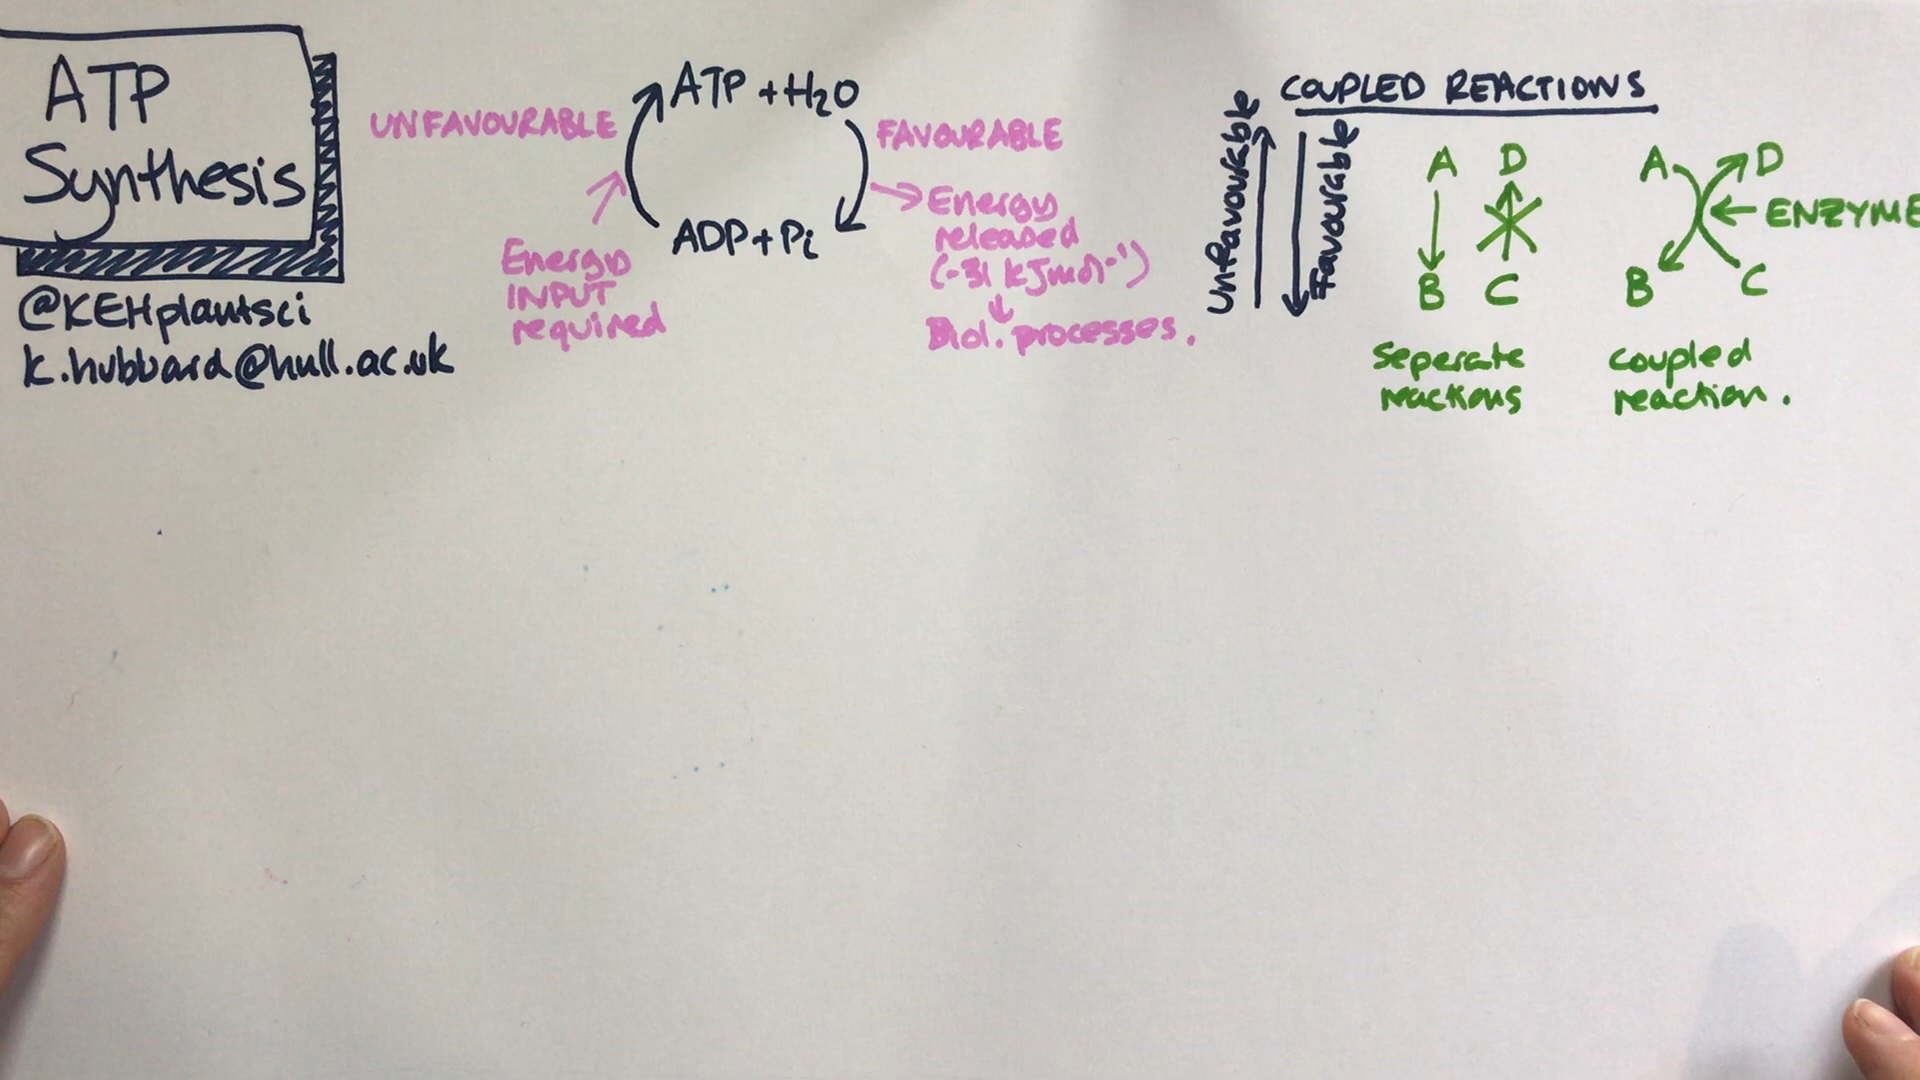 ATP
Synthesis
@KEHplantsci
k.hubbard@hull.ac.uk
UNFAVOURABLE
ATP + H2O
FAVOURABLE
ADP + Pi
Energy
INPUT
required
Energy
released
(-31 kJmol-1)
Biol. processes.
COUPLED REACTIONS
Unfavourable
Favourable
A D
B C
Seperate
reactions
A D
ENZYME
B C
Coupled
reaction.